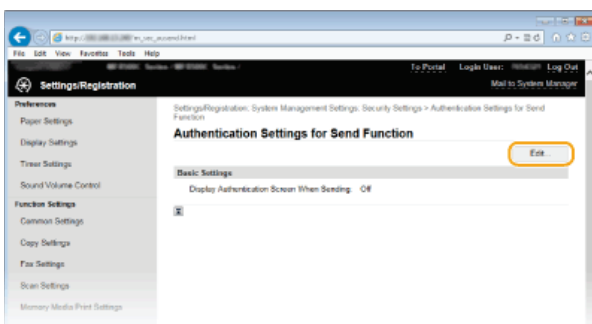 http://
File Edit View Favorites Tools Help
To Portal Login User: Log Out
Settings/Registration
Mail to System Manager
Preferences
Paper Settings
Display Settings
Timer Settings
Sound Volume Control
Function Settings
Common Settings
Copy Settings
Fax Settings
Scan Settings
Memory Media Print Settings
Settings/Registration: System Management Settings: Security Settings > Authentication Settings for Send
Function
Authentication Settings for Send Function
Edit...
Basic Settings
Display Authentication Screen When Sending: Off